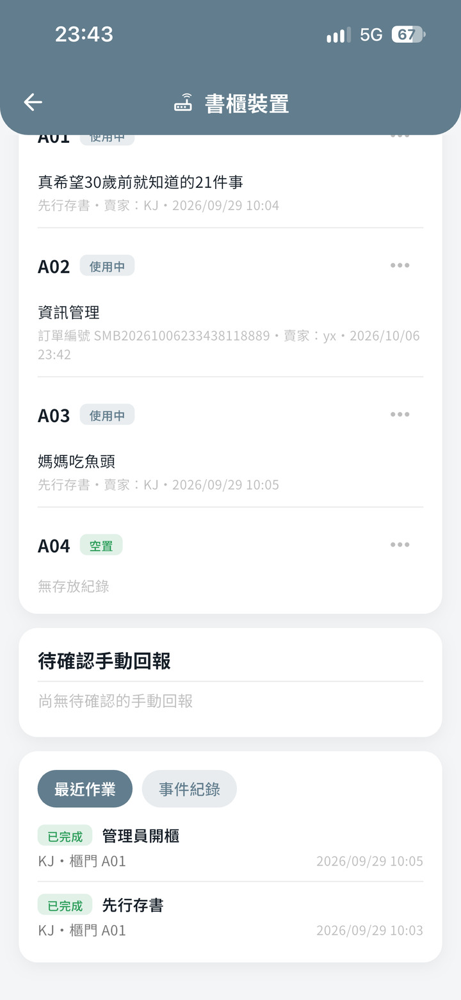 23:43
5G 67
書櫃裝置
A01 使用中
真希望30歲前就知道的21件事
先行存書・賣家：KJ・2026/09/29 10:04
A02 使用中
資訊管理
訂單編號 SMB20261006233438118889・賣家：yx・2026/10/06
23:42
A03 使用中
媽媽吃魚頭
先行存書・賣家：KJ・2026/09/29 10:05
A04 空置
無存放紀錄
待確認手動回報
尚無待確認的手動回報
最近作業 事件紀錄
已完成 管理員開櫃
KJ・櫃門 A01 2026/09/29 10:05
已完成 先行存書
KJ・櫃門 A01 2026/09/29 10:03